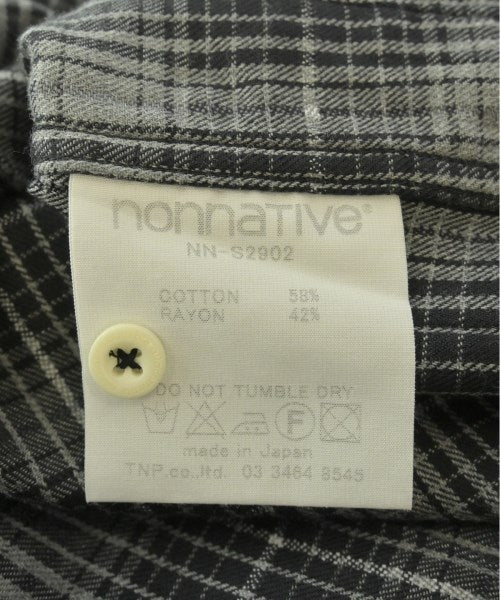 nonnative®
NN-S2902
COTTON 58%
RAYON 42%
DO NOT TUMBLE DRY
F
made in Japan
TNP.co.,ltd. 03 3464 8545